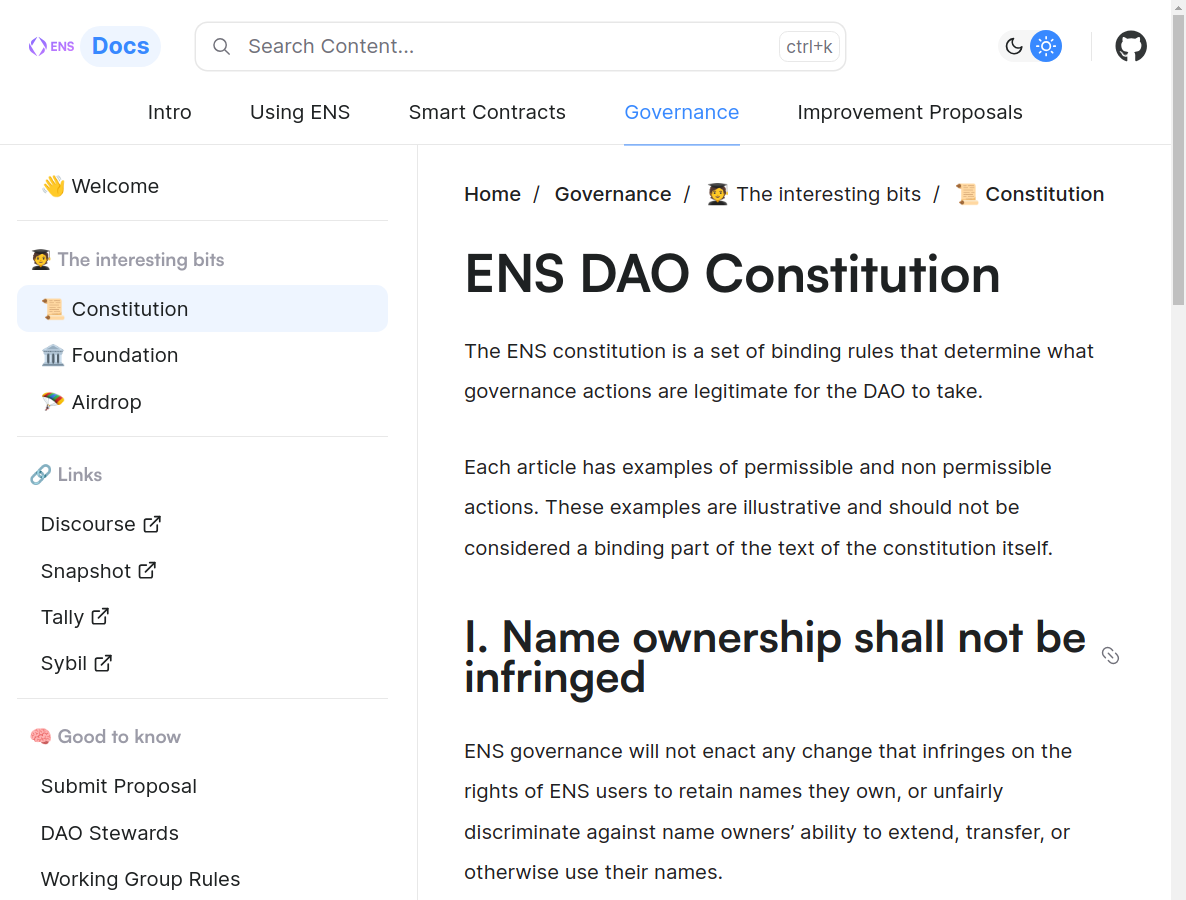 ENS Docs
Search Content...
ctrl+k
Intro
Using ENS
Smart Contracts
Governance
Improvement Proposals
👋 Welcome
🧑‍🎓 The interesting bits
📜 Constitution
🏛️ Foundation
🪂 Airdrop
🔗 Links
Discourse
Snapshot
Tally
Sybil
🧠 Good to know
Submit Proposal
DAO Stewards
Working Group Rules
Home / Governance / 🧑‍🎓 The interesting bits / 📜 Constitution
ENS DAO Constitution
The ENS constitution is a set of binding rules that determine what
governance actions are legitimate for the DAO to take.
Each article has examples of permissible and non permissible
actions. These examples are illustrative and should not be
considered a binding part of the text of the constitution itself.
I. Name ownership shall not be
infringed
ENS governance will not enact any change that infringes on the
rights of ENS users to retain names they own, or unfairly
discriminate against name owners’ ability to extend, transfer, or
otherwise use their names.